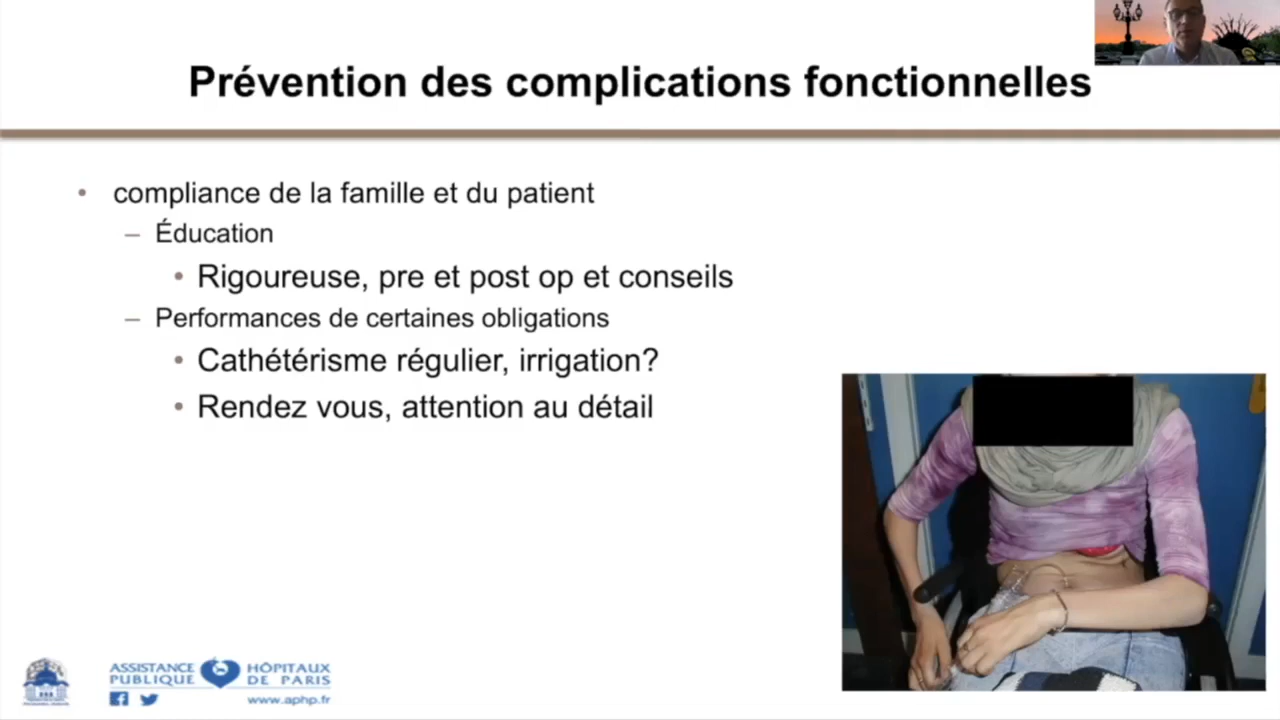 Prévention des complications fonctionnelles
• compliance de la famille et du patient
– Éducation
• Rigoureuse, pre et post op et conseils
– Performances de certaines obligations
• Cathétérisme régulier, irrigation?
• Rendez vous, attention au détail
ASSISTANCE PUBLIQUE
HÔPITAUX DE PARIS
www.aphp.fr